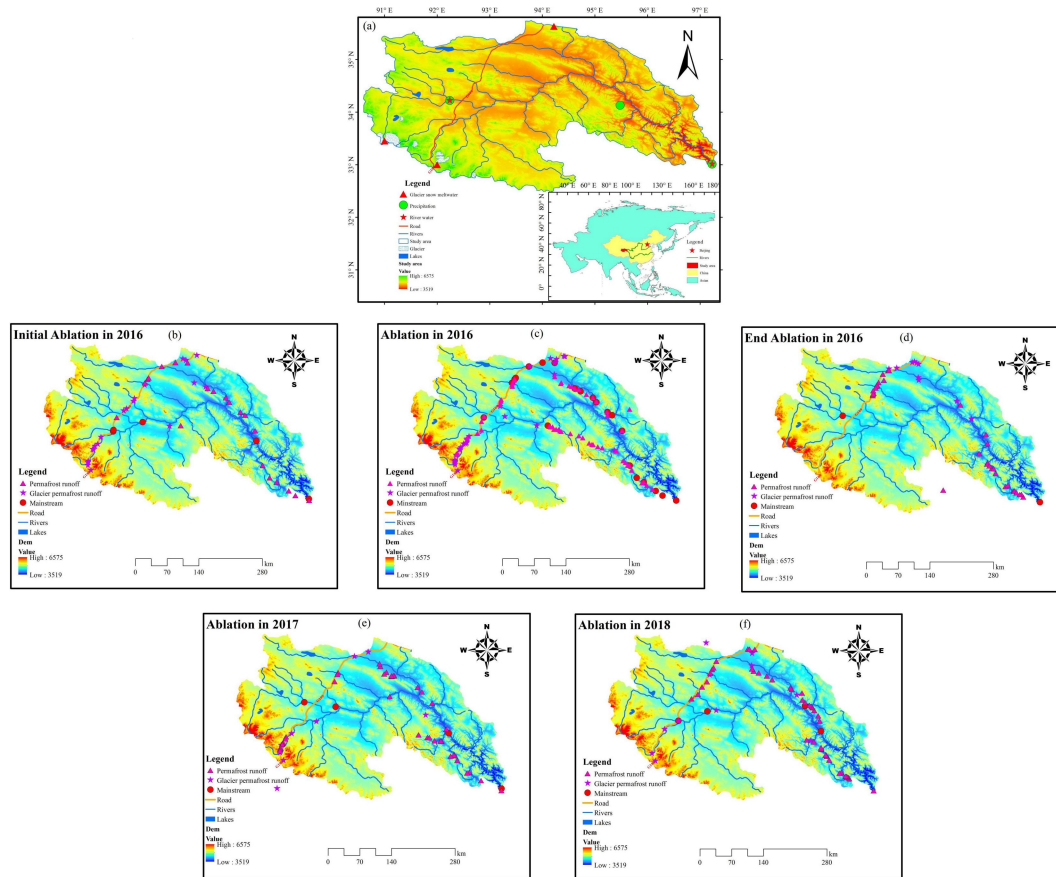 91° E 92° E 93° E 94° E 95° E 96° E 97° E
(a)
N
35° N
34° N
33° N
32° N
31° N
Legend
Glacier snow meltwater
Precipitation
River water
Road
Rivers
Study area
Glacier
Lakes
Study area
Value
High : 6575
Low : 3519
20° E 40° E 60° E 80° E 100° E 120° E 160° E 180° E
80° N
60° N
50° N
40° N
20° N
0°
Legend
Beijing
Rivers
Study area
China
Initial Ablation in 2016 (b)
N
W E
S
Legend
Permafrost runoff
Glacier permafrost runoff
Mainstream
Road
Rivers
Lakes
Dem
Value
High : 6575
Low : 3519
km
0 70 140 280
Ablation in 2016 (c)
N
W E
S
Legend
Permafrost runoff
Glacier permafrost runoff
Mainstream
Road
Rivers
Lakes
Dem
Value
High : 6575
Low : 3519
km
0 70 140 280
End Ablation in 2016 (d)
N
W E
S
Legend
Permafrost runoff
Glacier permafrost runoff
Mainstream
Road
Rivers
Lakes
Dem
Value
High : 6575
Low : 3519
km
0 70 140 280
Ablation in 2017 (e)
N
W E
S
Legend
Permafrost runoff
Glacier permafrost runoff
Mainstream
Road
Rivers
Lakes
Dem
Value
High : 6575
Low : 3519
km
0 70 140 280
Ablation in 2018 (f)
N
W E
S
Legend
Permafrost runoff
Glacier permafrost runoff
Mainstream
Road
Rivers
Lakes
Dem
Value
High : 6575
Low : 3519
km
0 70 140 280